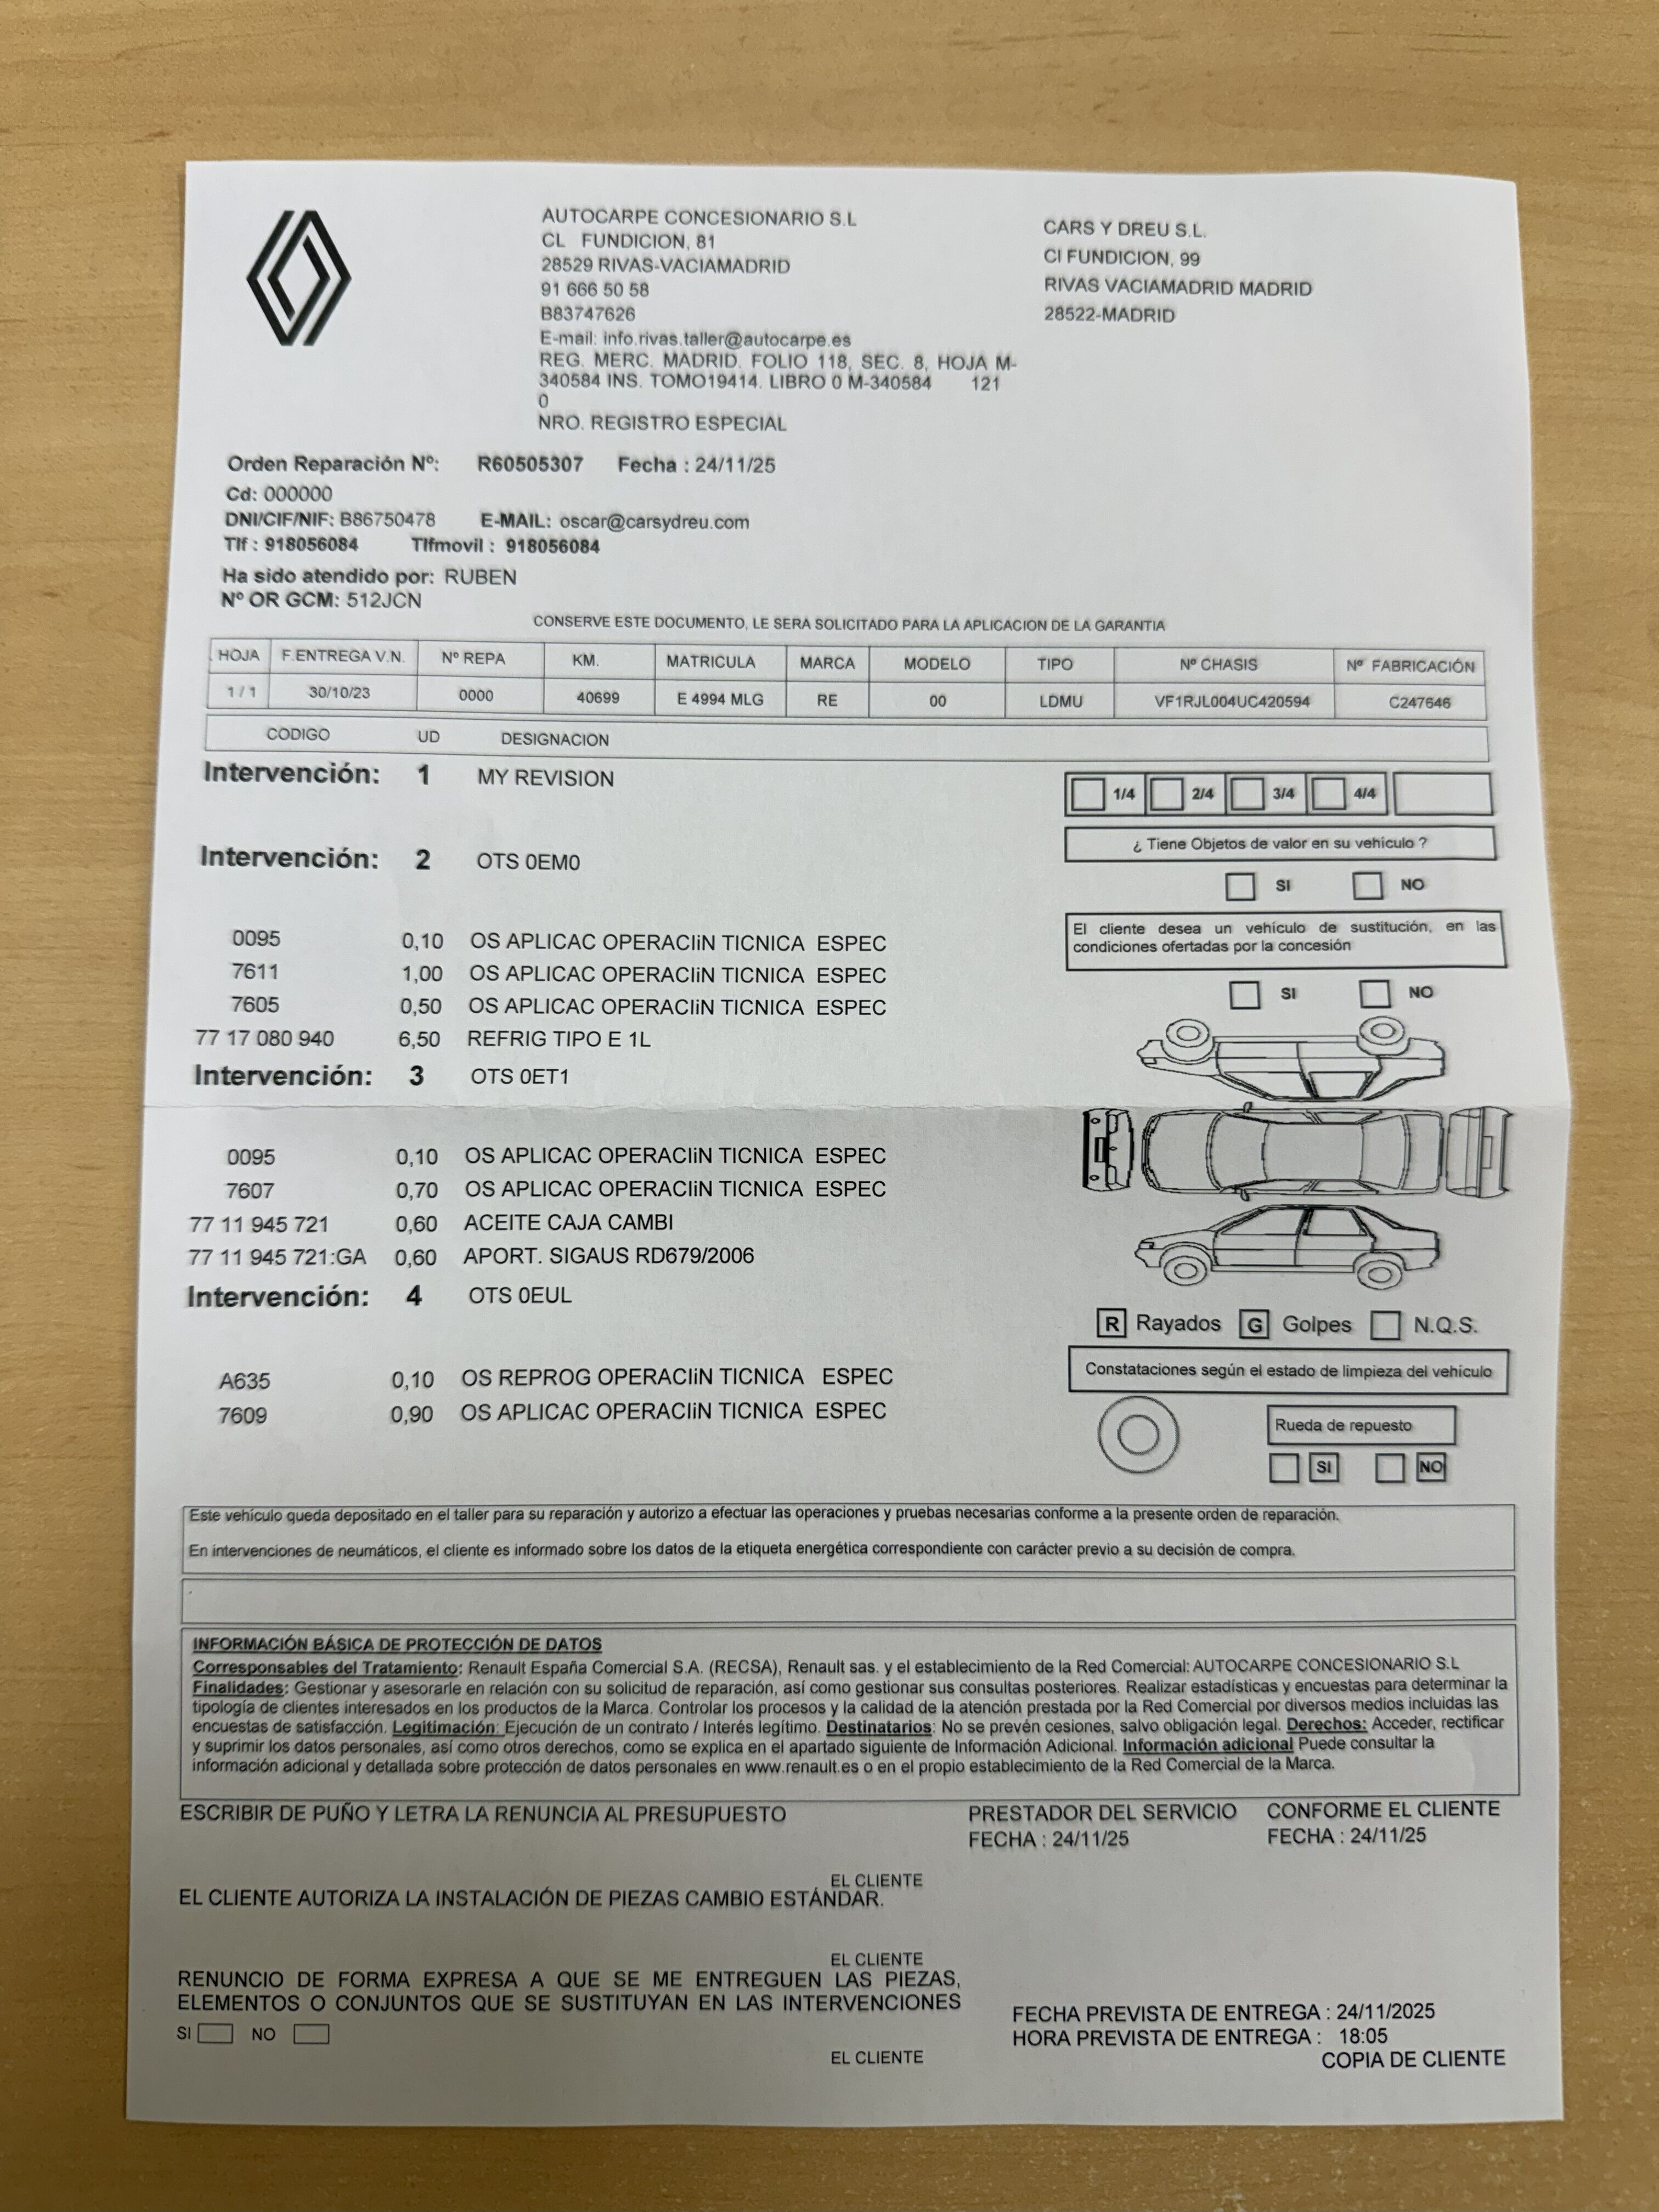 AUTOCARPE CONCESIONARIO S.L
CL FUNDICION, 81
28529 RIVAS-VACIAMADRID
91 666 50 58
B83747626
E-mail: info.rivas.taller@autocarpe.es
REG. MERC. MADRID. FOLIO 118, SEC. 8, HOJA M-
340584 INS. TOMO19414. LIBRO 0 M-340584 121
0
NRO. REGISTRO ESPECIAL
CARS Y DREU S.L.
Cl FUNDICION, 99
RIVAS VACIAMADRID MADRID
28522-MADRID
Orden Reparación Nº: R60505307 Fecha : 24/11/25
Cd: 000000
DNI/CIF/NIF: B86750478 E-MAIL: oscar@carsydreu.com
Tlf : 918056084 Tlfmovil : 918056084
Ha sido atendido por: RUBEN
Nº OR GCM: 512JCN
CONSERVE ESTE DOCUMENTO, LE SERA SOLICITADO PARA LA APLICACION DE LA GARANTIA
HOJA F.ENTREGA V.N. Nº REPA KM. MATRICULA MARCA MODELO TIPO Nº CHASIS Nº FABRICACIÓN
1 / 1 30/10/23 0000 40699 E 4994 MLG RE 00 LDMU VF1RJL004UC420594 C247646
CODIGO UD DESIGNACION
Intervención: 1 MY REVISION
1/4 2/4 3/4 4/4
¿ Tiene Objetos de valor en su vehículo ?
SI NO
Intervención: 2 OTS 0EM0
El cliente desea un vehículo de sustitución, en las
condiciones ofertadas por la concesión
SI NO
0095 0,10 OS APLICAC OPERACIiN TICNICA ESPEC
7611 1,00 OS APLICAC OPERACIiN TICNICA ESPEC
7605 0,50 OS APLICAC OPERACIiN TICNICA ESPEC
77 17 080 940 6,50 REFRIG TIPO E 1L
Intervención: 3 OTS 0ET1
0095 0,10 OS APLICAC OPERACIiN TICNICA ESPEC
7607 0,70 OS APLICAC OPERACIiN TICNICA ESPEC
77 11 945 721 0,60 ACEITE CAJA CAMBI
77 11 945 721:GA 0,60 APORT. SIGAUS RD679/2006
Intervención: 4 OTS 0EUL
R Rayados G Golpes N.Q.S.
Constataciones según el estado de limpieza del vehículo
A635 0,10 OS REPROG OPERACIiN TICNICA ESPEC
7609 0,90 OS APLICAC OPERACIiN TICNICA ESPEC
Rueda de repuesto
SI NO
Este vehículo queda depositado en el taller para su reparación y autorizo a efectuar las operaciones y pruebas necesarias conforme a la presente orden de reparación.
En intervenciones de neumáticos, el cliente es informado sobre los datos de la etiqueta energética correspondiente con carácter previo a su decisión de compra.
INFORMACIÓN BÁSICA DE PROTECCIÓN DE DATOS
Corresponsables del Tratamiento: Renault España Comercial S.A. (RECSA), Renault sas. y el establecimiento de la Red Comercial: AUTOCARPE CONCESIONARIO S.L
Finalidades: Gestionar y asesorarle en relación con su solicitud de reparación, así como gestionar sus consultas posteriores. Realizar estadísticas y encuestas para determinar la
tipología de clientes interesados en los productos de la Marca. Controlar los procesos y la calidad de la atención prestada por la Red Comercial por diversos medios incluidas las
encuestas de satisfacción. Legitimación: Ejecución de un contrato / Interés legítimo. Destinatarios: No se prevén cesiones, salvo obligación legal. Derechos: Acceder, rectificar
y suprimir los datos personales, así como otros derechos, como se explica en el apartado siguiente de Información Adicional. Información adicional Puede consultar la
información adicional y detallada sobre protección de datos personales en www.renault.es o en el propio establecimiento de la Red Comercial de la Marca.
ESCRIBIR DE PUÑO Y LETRA LA RENUNCIA AL PRESUPUESTO
PRESTADOR DEL SERVICIO
FECHA : 24/11/25
CONFORME EL CLIENTE
FECHA : 24/11/25
EL CLIENTE
EL CLIENTE AUTORIZA LA INSTALACIÓN DE PIEZAS CAMBIO ESTÁNDAR.
EL CLIENTE
RENUNCIO DE FORMA EXPRESA A QUE SE ME ENTREGUEN LAS PIEZAS,
ELEMENTOS O CONJUNTOS QUE SE SUSTITUYAN EN LAS INTERVENCIONES
SI NO
EL CLIENTE
FECHA PREVISTA DE ENTREGA : 24/11/2025
HORA PREVISTA DE ENTREGA : 18:05
COPIA DE CLIENTE